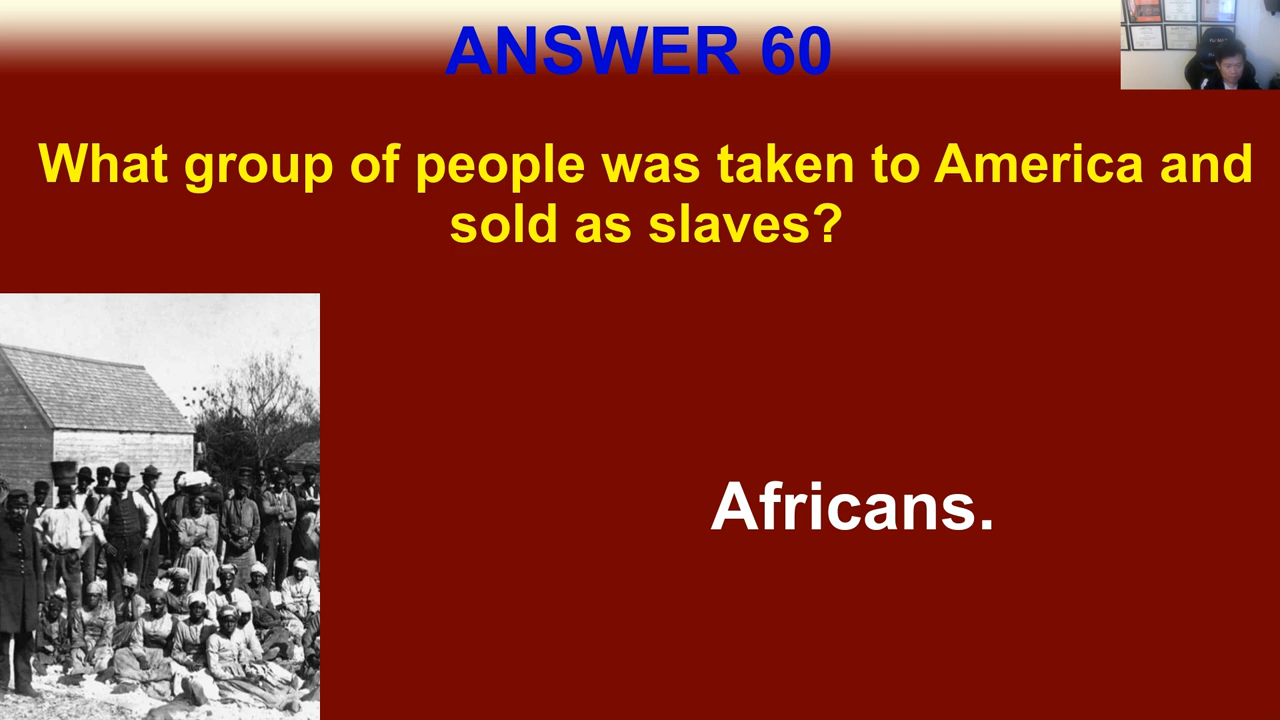 ANSWER 60
What group of people was taken to America and
sold as slaves?
Africans.